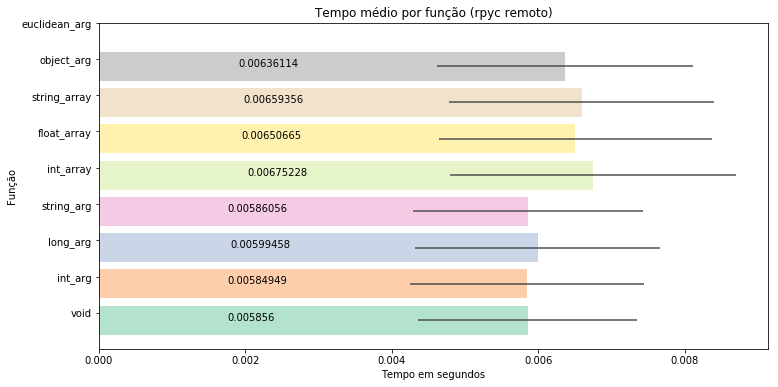 Tempo médio por função (rpyc remoto)
euclidean_arg
object_arg
0.00636114
string_array
0.00659356
float_array
0.00650665
int_array
0.00675228
string_arg
0.00586056
long_arg
0.00599458
int_arg
0.00584949
void
0.005856
Função
0.000
0.002
0.004
0.006
0.008
Tempo em segundos